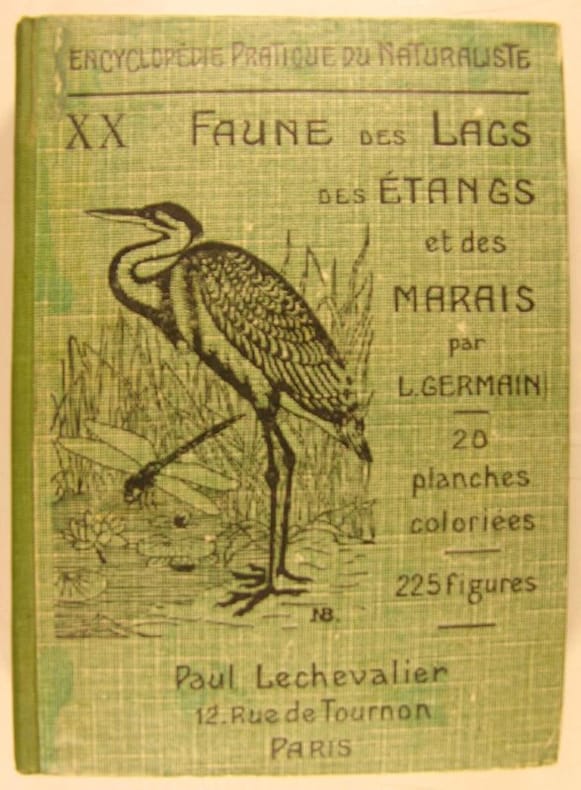 ENCYCLOPÉDIE PRATIQUE DU NATURALISTE
XX FAUNE DES LACS
DES ÉTANGS
et des
MARAIS
par
L. GERMAIN
20
planches
coloriées
225 figures
NB.
Paul Lechevalier
12. Rue de Tournon
PARIS